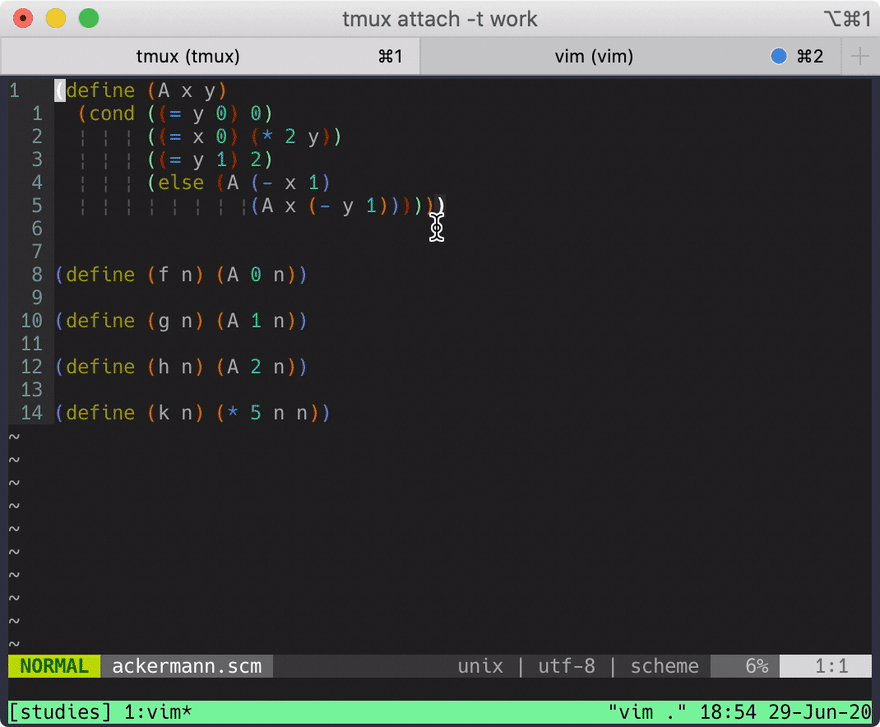 tmux attach -t work ⌥⌘1
tmux (tmux) ⌘1 vim (vim) ⌘2 +
1 (define (A x y)
1   (cond ((= y 0) 0)
2 ¦ ¦ ¦ ((= x 0) (* 2 y))
3 ¦ ¦ ¦ ((= y 1) 2)
4 ¦ ¦ ¦ (else (A (- x 1)
5 ¦ ¦ ¦ ¦ ¦ ¦ ¦ ¦(A x (- y 1))))))
6
7
8 (define (f n) (A 0 n))
9
10 (define (g n) (A 1 n))
11
12 (define (h n) (A 2 n))
13
14 (define (k n) (* 5 n n))
~
~
~
~
~
~
~
~
~
~
NORMAL ackermann.scm unix | utf-8 | scheme 6% 1:1
[studies] 1:vim* "vim ." 18:54 29-Jun-20